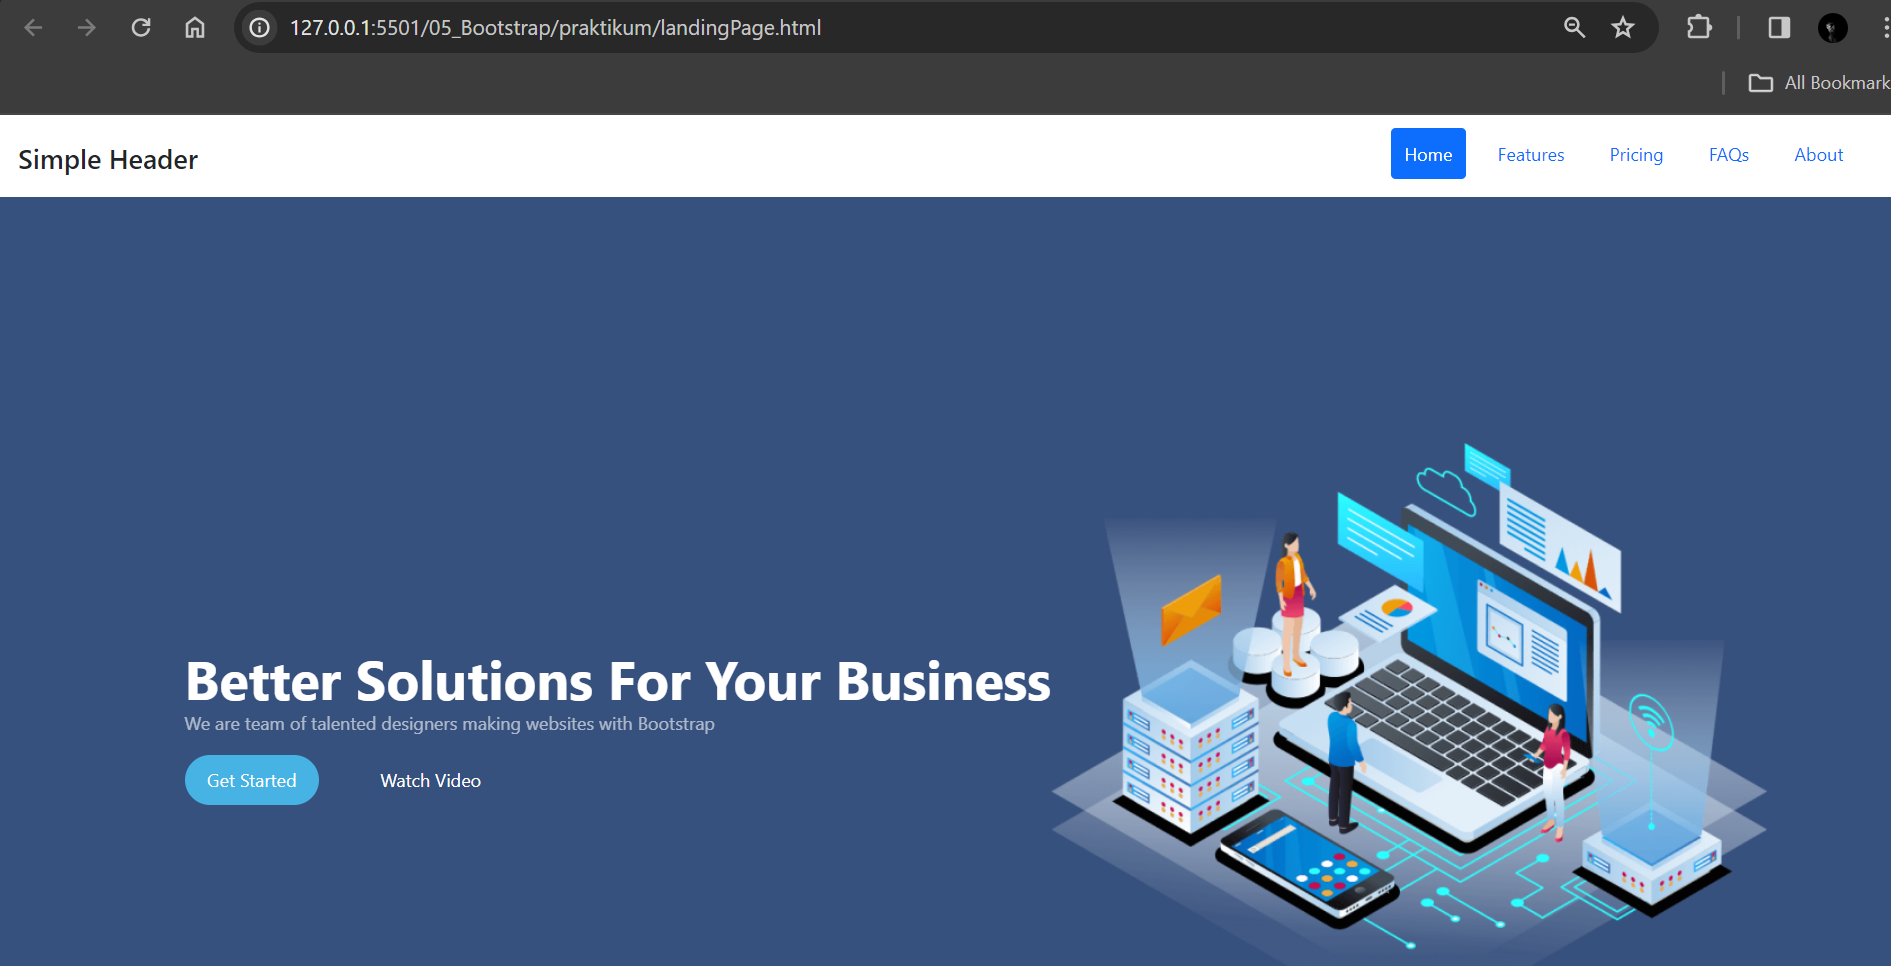 127.0.0.1:5501/05_Bootstrap/praktikum/landingPage.html
All Bookmark
Simple Header
Home Features Pricing FAQs About
Better Solutions For Your Business
We are team of talented designers making websites with Bootstrap
Get Started Watch Video